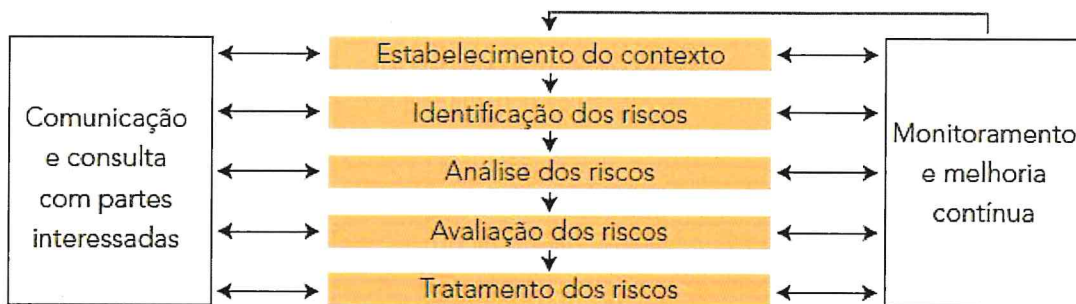 Comunicação
e consulta
com partes
interessadas
Estabelecimento do contexto
Identificação dos riscos
Análise dos riscos
Avaliação dos riscos
Tratamento dos riscos
Monitoramento
e melhoria
contínua